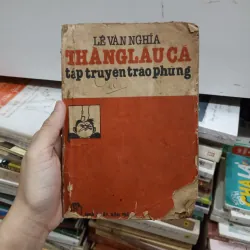 LÊ VĂN NGHĨA
THẰNG LÁU CÁ
tập truyện trào phúng